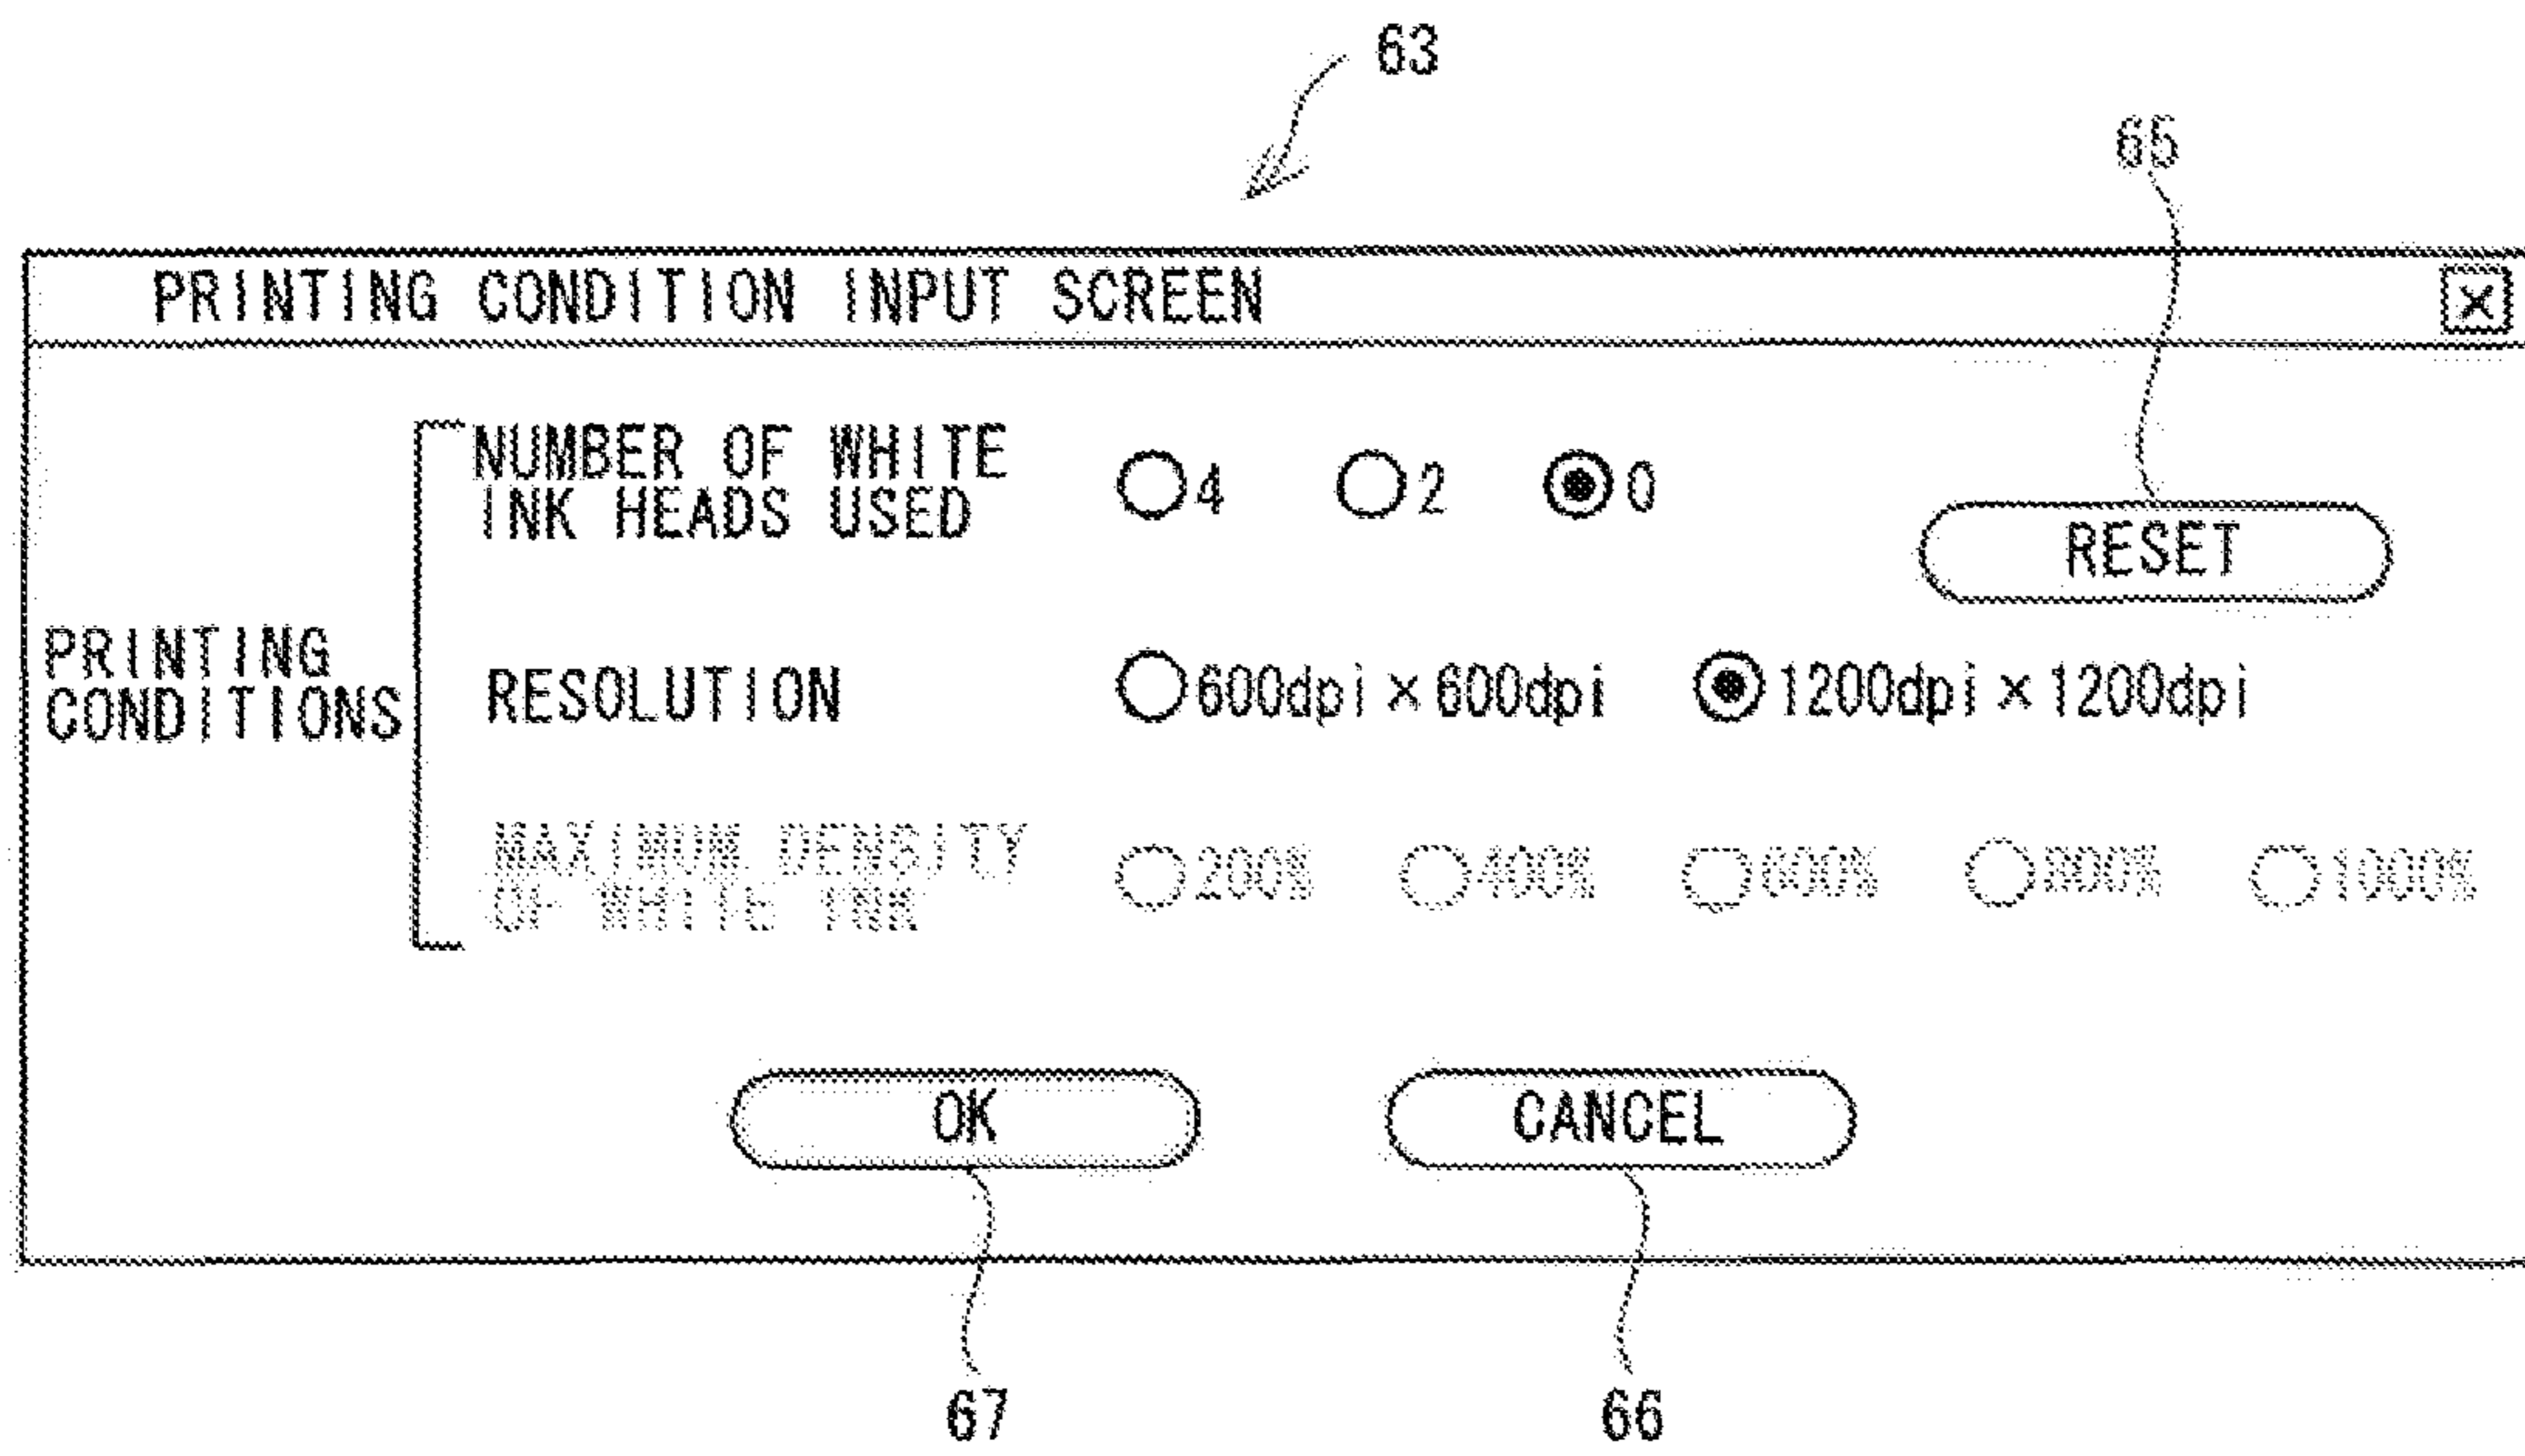 63
65
PRINTING CONDITION INPUT SCREEN ×
NUMBER OF WHITE
INK HEADS USED
4 2 0
RESET
PRINTING
CONDITIONS
RESOLUTION 600dpi×600dpi 1200dpi×1200dpi
MAXIMUM DENSITY
OF WHITE INK
200% 400% 600% 800% 1000%
OK CANCEL
67 66